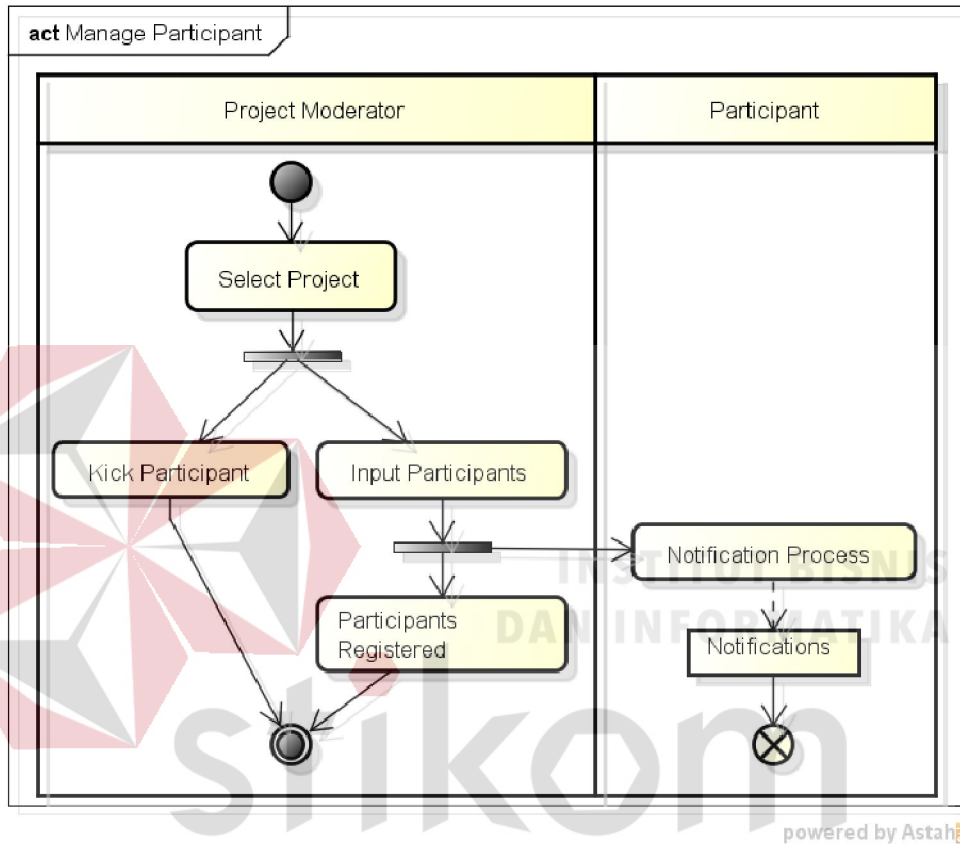 act Manage Participant
Project Moderator
Participant
Select Project
Kick Participant
Input Participants
Notification Process
Participants
Registered
Notifications
INSTITUT BISNIS
DAN INFORMATIKA
stikom
powered by Astah